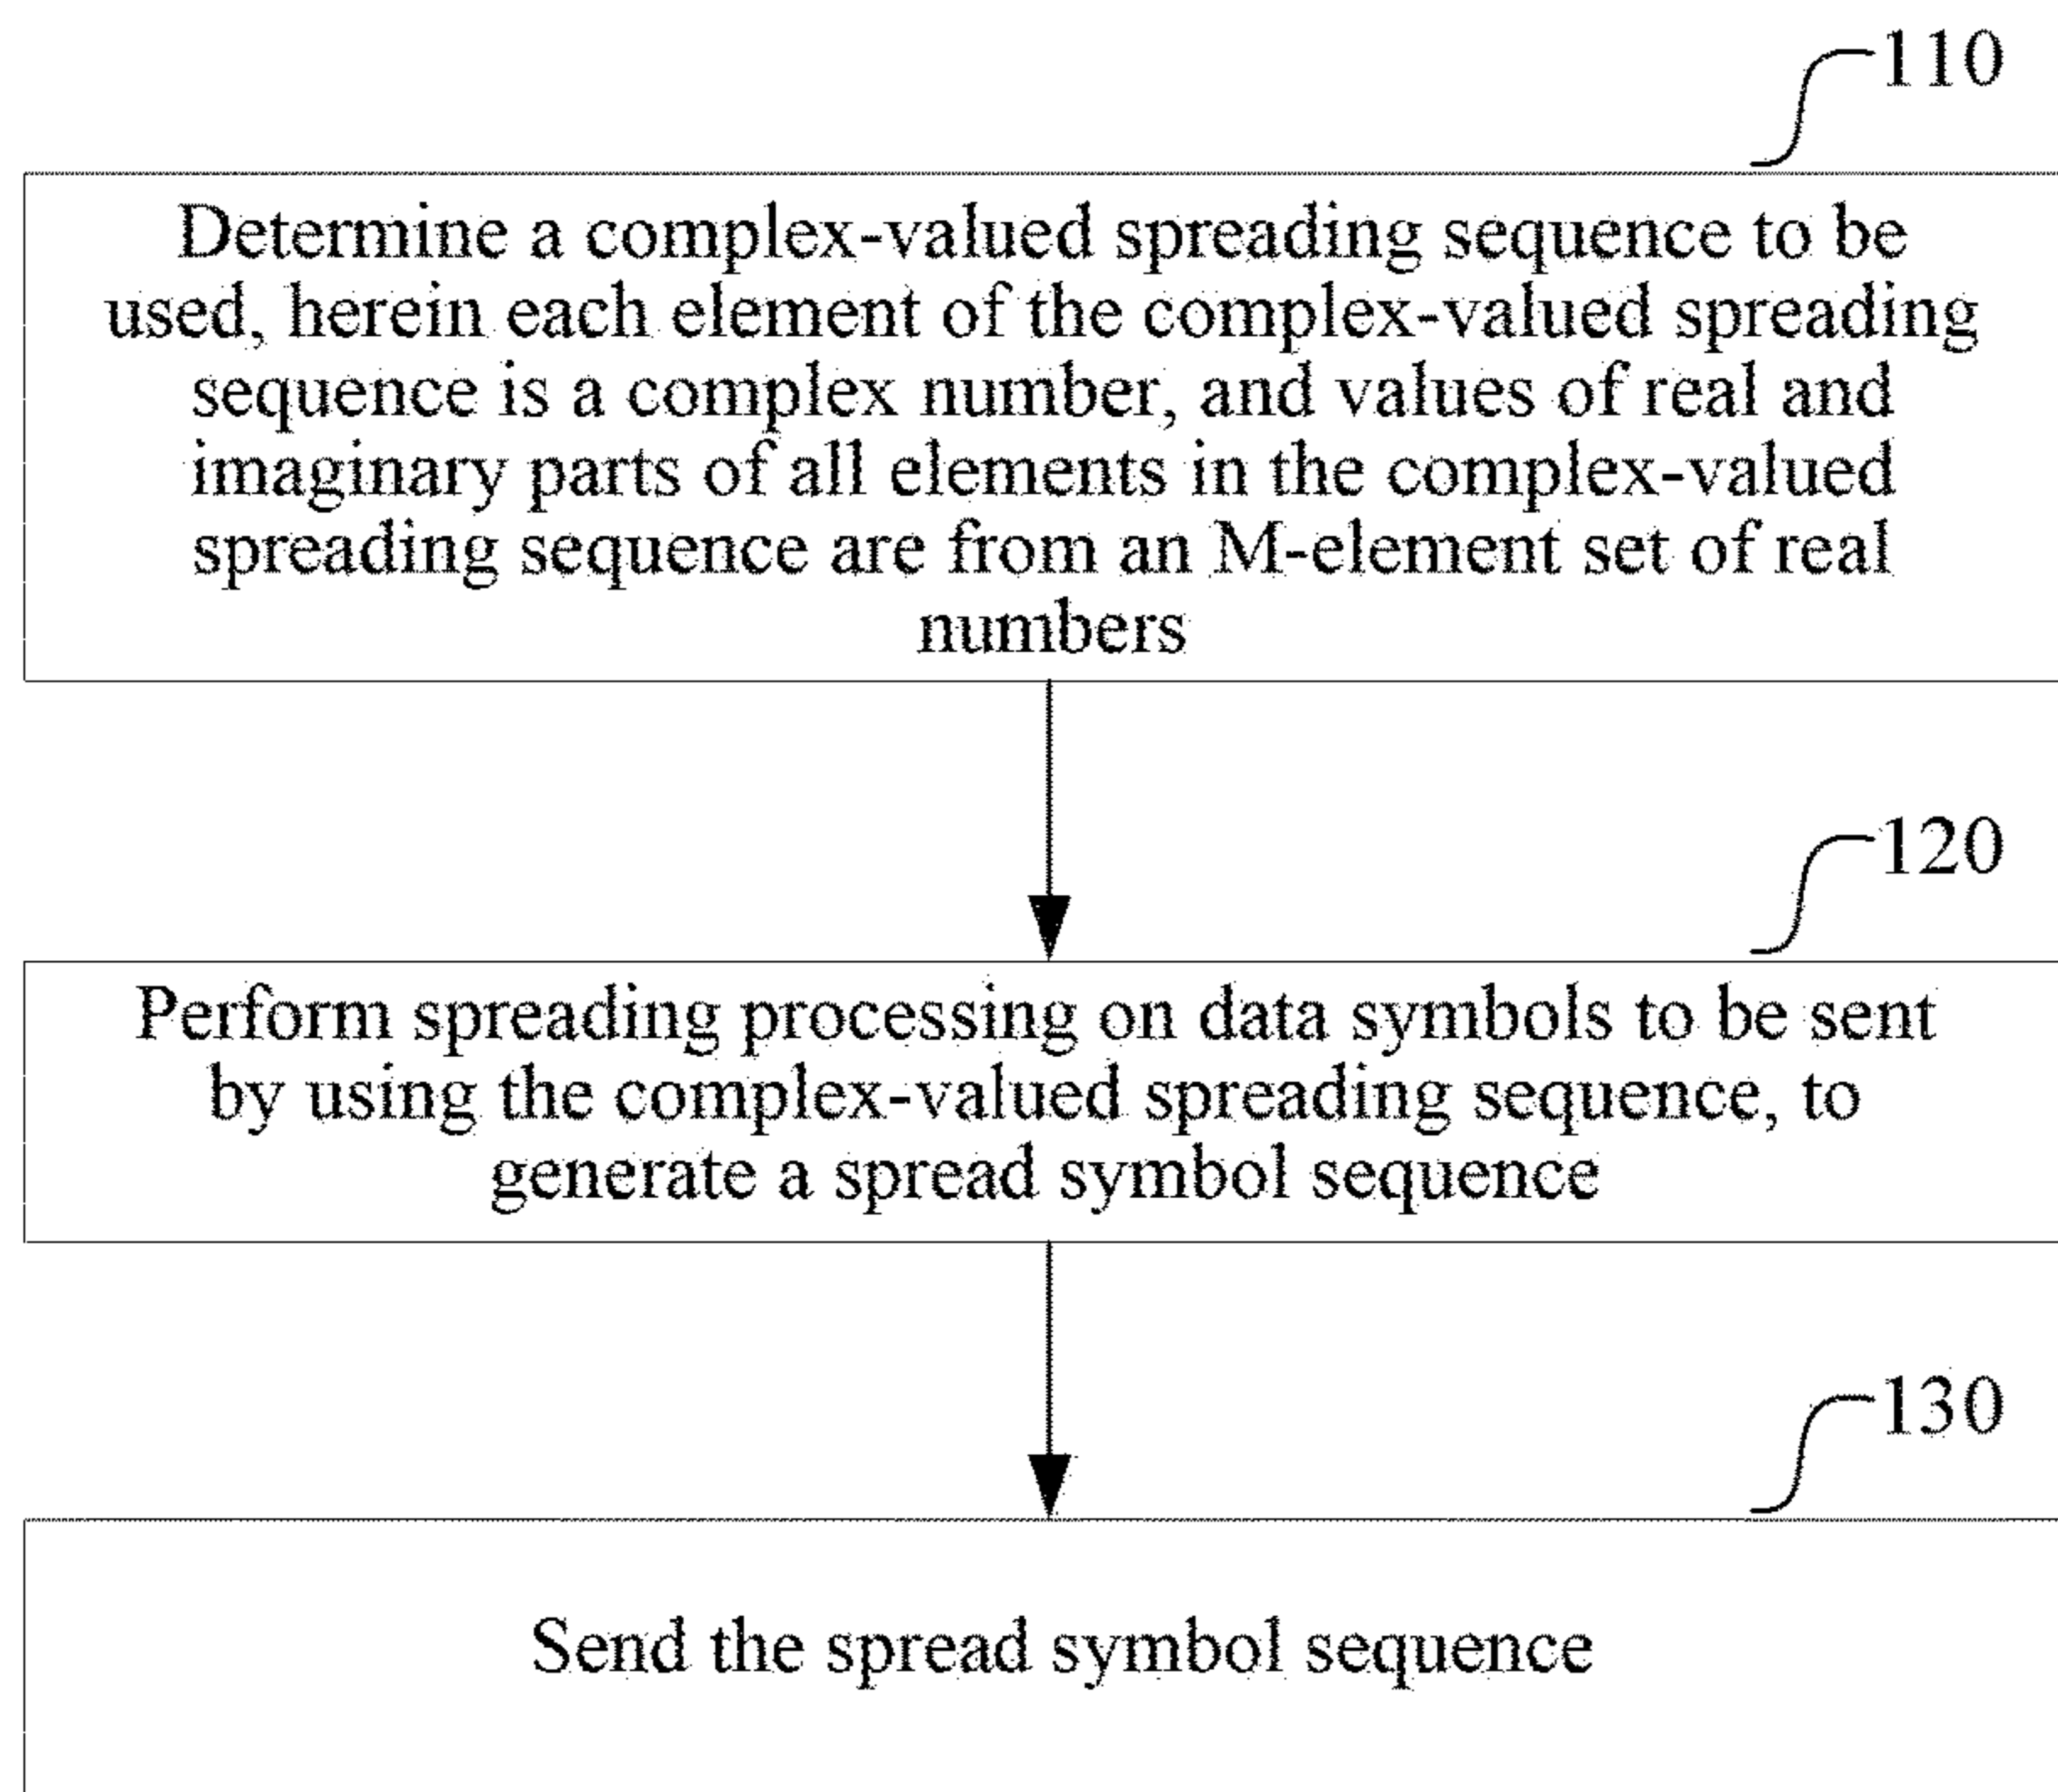 110
Determine a complex-valued spreading sequence to be
used, herein each element of the complex-valued spreading
sequence is a complex number, and values of real and
imaginary parts of all elements in the complex-valued
spreading sequence are from an M-element set of real
numbers
120
Perform spreading processing on data symbols to be sent
by using the complex-valued spreading sequence, to
generate a spread symbol sequence
130
Send the spread symbol sequence